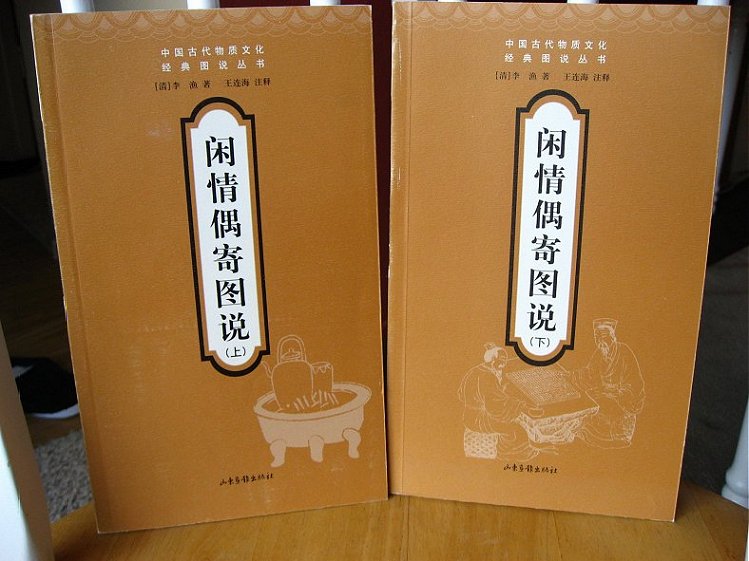 中国古代物质文化
经典图说丛书
[清]李 渔 著 王连海 注释
闲情偶寄图说
(上)
山东画报出版社
中国古代物质文化
经典图说丛书
[清]李 渔 著 王连海 注释
闲情偶寄图说
(下)
山东画报出版社